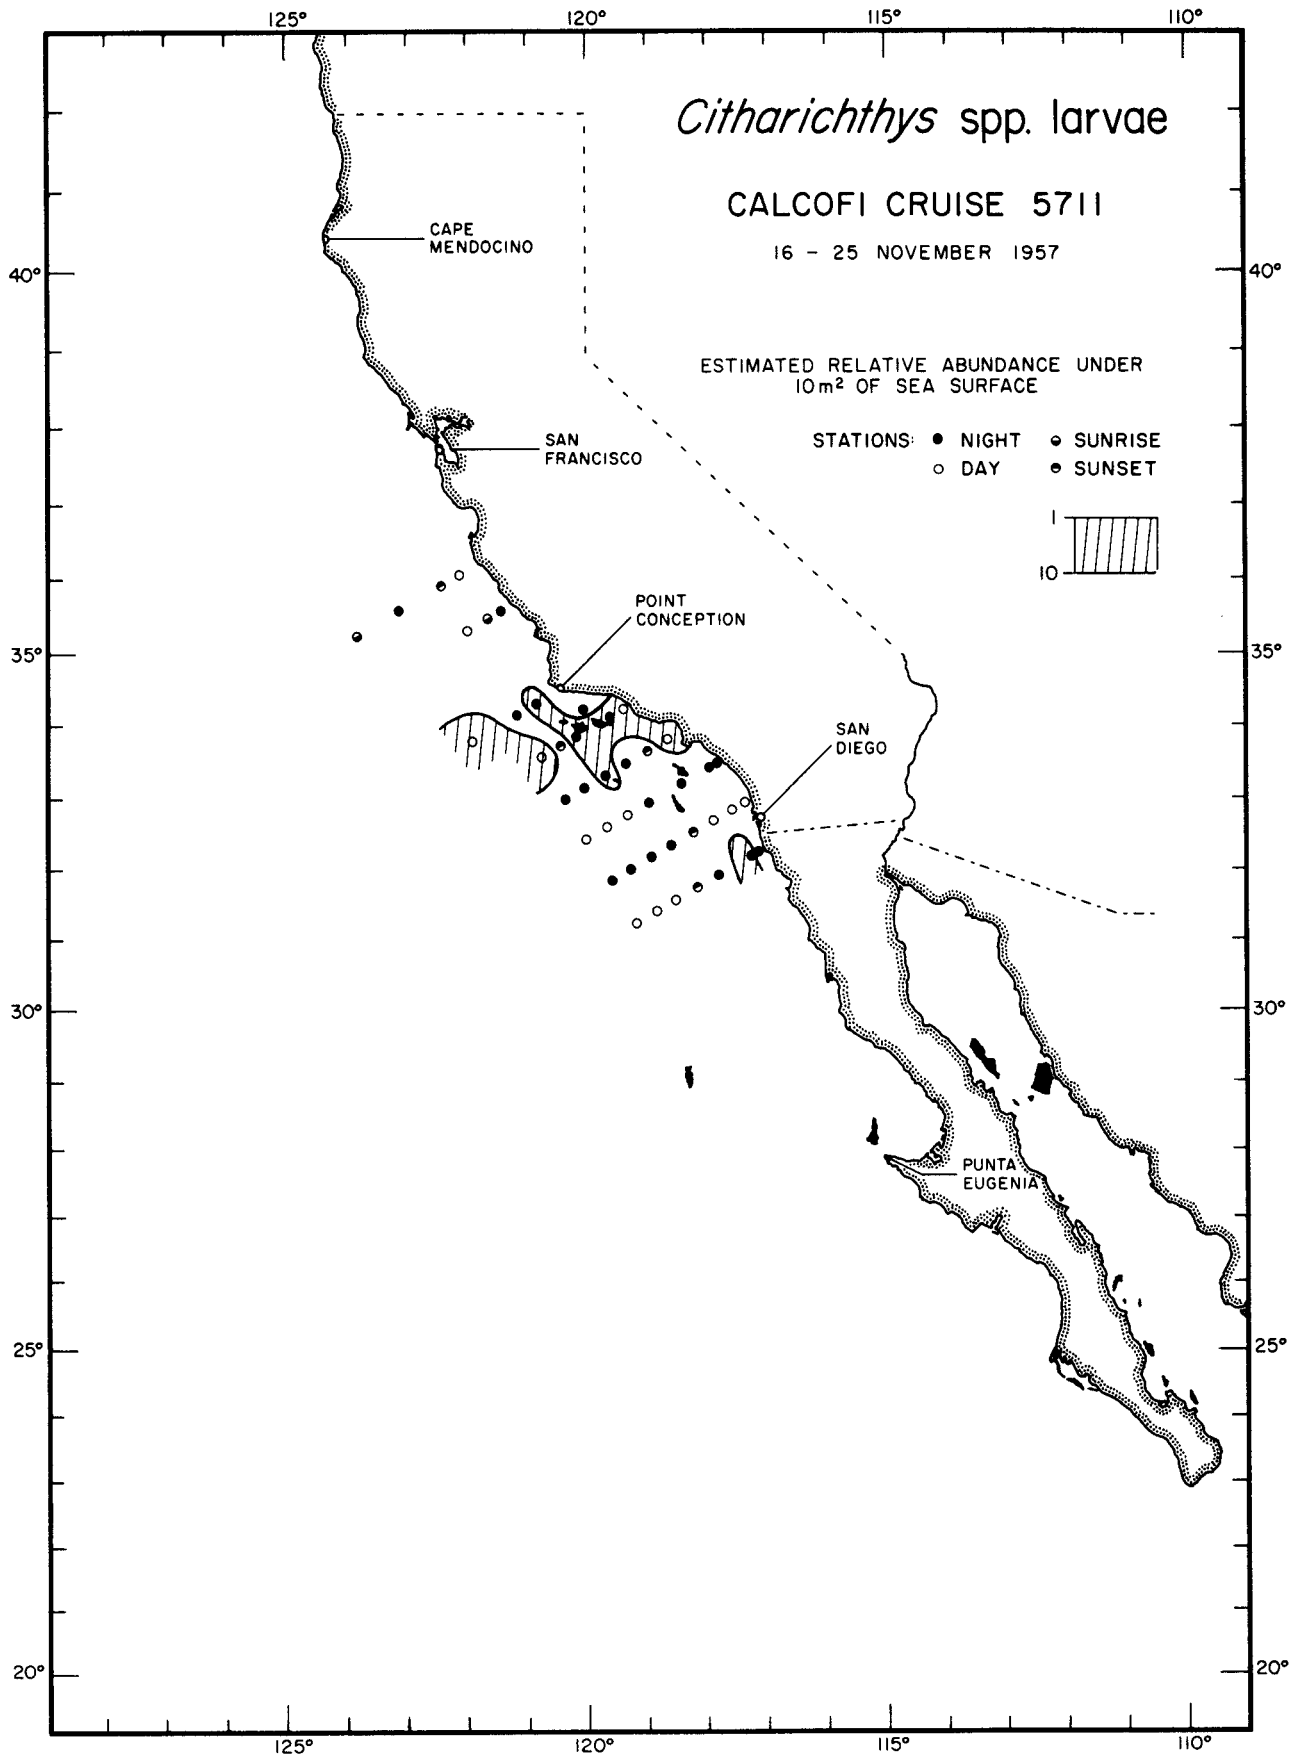 125° 120° 115° 110°
Citharichthys spp. larvae
CALCOFI CRUISE 5711
16 - 25 NOVEMBER 1957
CAPE
MENDOCINO
40° 40°
ESTIMATED RELATIVE ABUNDANCE UNDER
10 m² OF SEA SURFACE
STATIONS: ● NIGHT ◒ SUNRISE
○ DAY ◓ SUNSET
SAN
FRANCISCO
1
10
POINT
CONCEPTION
35° 35°
SAN
DIEGO
30° 30°
PUNTA
EUGENIA
25° 25°
20° 20°
125° 120° 115° 110°